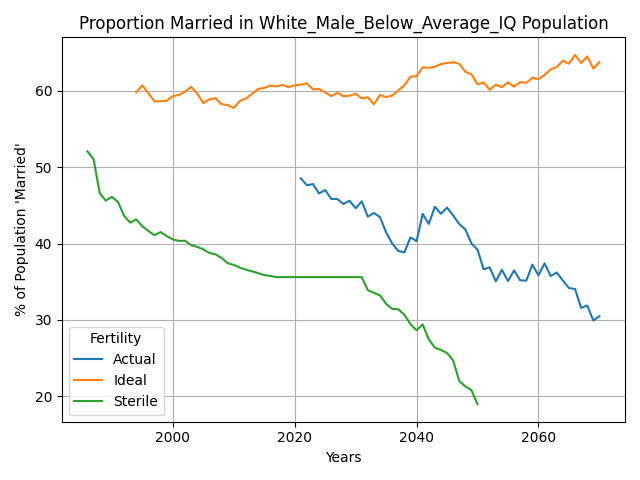 Proportion Married in White_Male_Below_Average_IQ Population
% of Population 'Married'
60
50
40
30
20
Fertility
Actual
Ideal
Sterile
2000
2020
2040
2060
Years